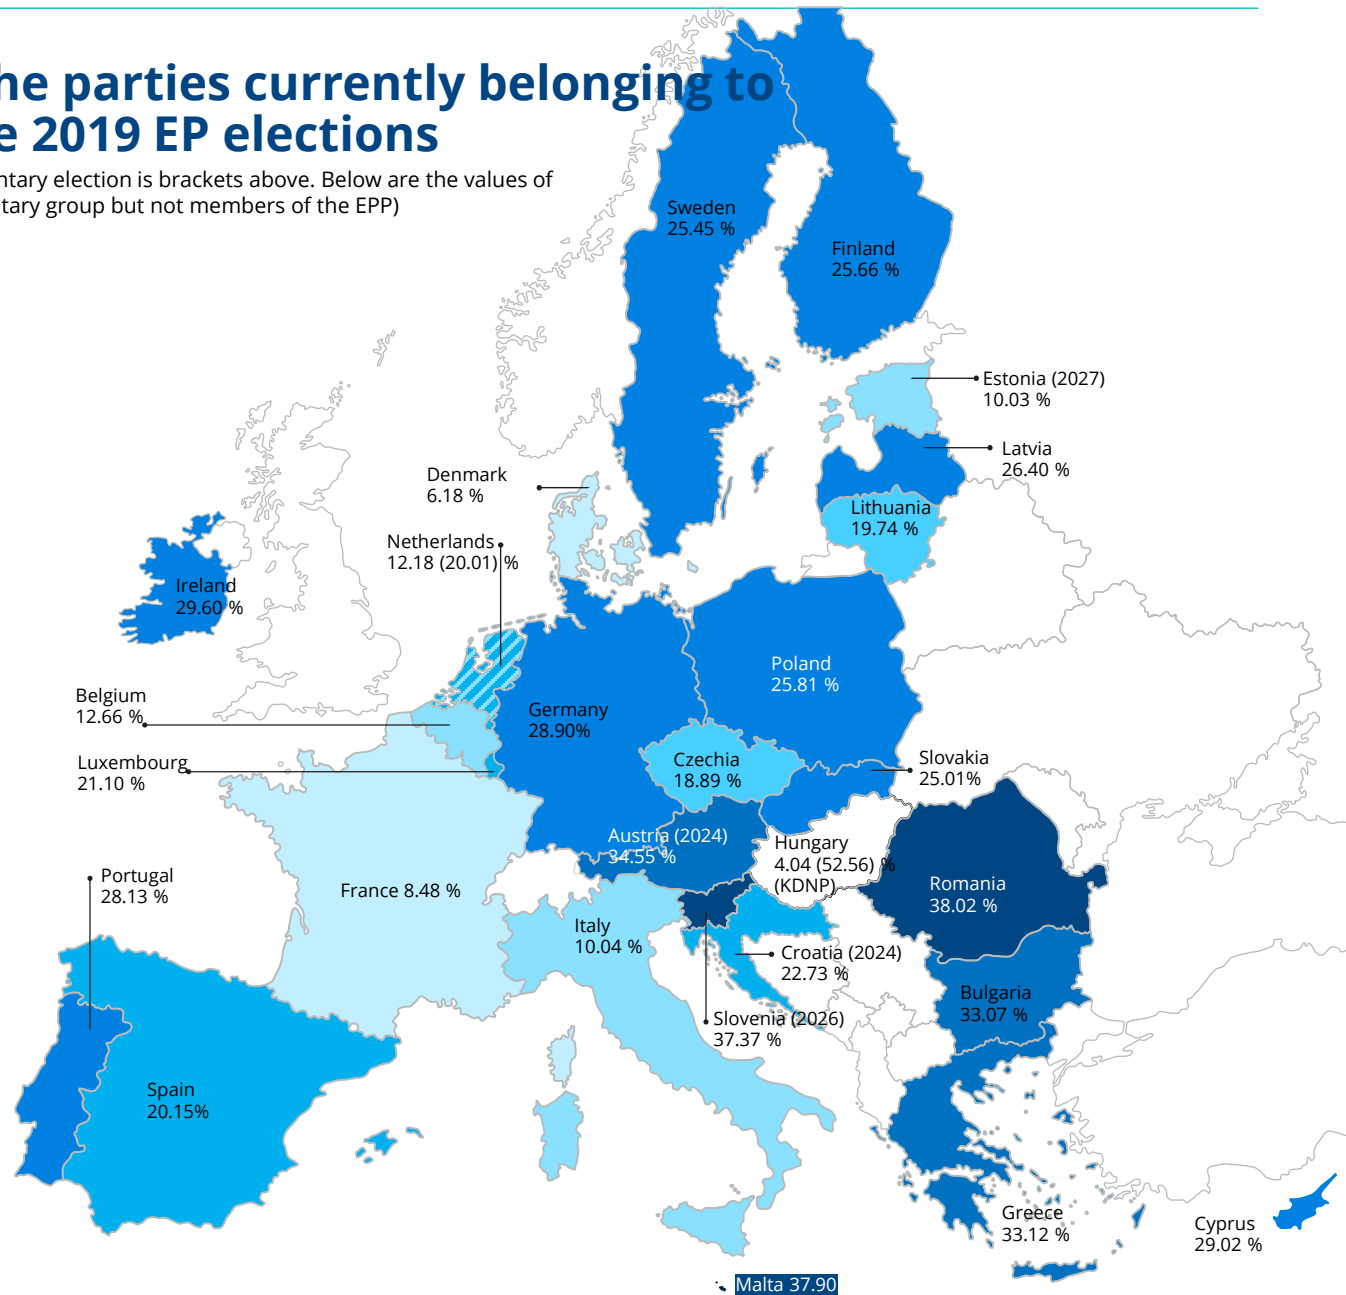 he parties currently belonging to
e 2019 EP elections
ntary election is brackets above. Below are the values of
tary group but not members of the EPP)
Sweden
25.45 %
Finland
25.66 %
Estonia (2027)
10.03 %
Latvia
26.40 %
Denmark
6.18 %
Lithuania
19.74 %
Netherlands
12.18 (20.01) %
Ireland
29.60 %
Poland
25.81 %
Belgium
12.66 %
Germany
28.90%
Luxembourg
21.10 %
Czechia
18.89 %
Slovakia
25.01%
Austria (2024)
34.55 %
Hungary
4.04 (52.56) %
(KDNP)
Portugal
28.13 %
France 8.48 %
Romania
38.02 %
Italy
10.04 %
Croatia (2024)
22.73 %
Bulgaria
33.07 %
Slovenia (2026)
37.37 %
Spain
20.15%
Greece
33.12 %
Cyprus
29.02 %
Malta 37.90